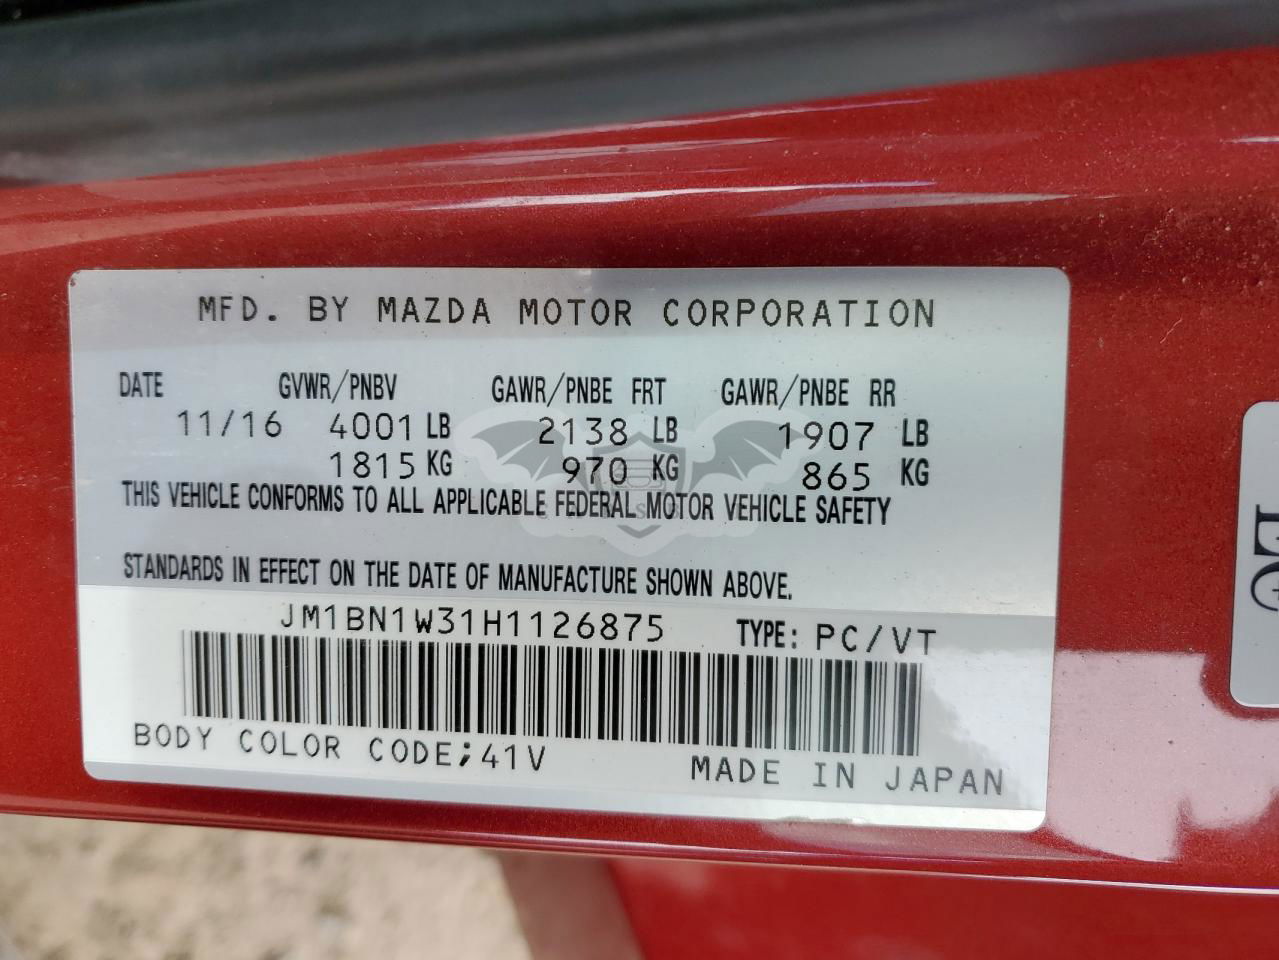 MFD. BY MAZDA MOTOR CORPORATION
DATE GVWR/PNBV GAWR/PNBE FRT GAWR/PNBE RR
11/16 4001 LB 2138 LB 1907 LB
1815 KG 970 KG 865 KG
THIS VEHICLE CONFORMS TO ALL APPLICABLE FEDERAL MOTOR VEHICLE SAFETY
STANDARDS IN EFFECT ON THE DATE OF MANUFACTURE SHOWN ABOVE.
JM1BN1W31H1126875 TYPE: PC/VT
BODY COLOR CODE;41V
MADE IN JAPAN